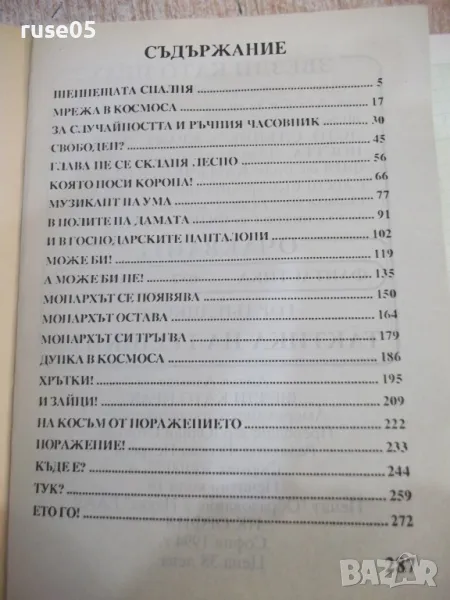 ruse05
СЪДЪРЖАНИЕ
ШЕПНЕЩАТА СПАЛНЯ 5
МРЕЖА В КОСМОСА 17
ЗА СЛУЧАЙНОСТТА И РЪЧНИЯ ЧАСОВНИК 30
СВОБОДЕН? 45
ГЛАВА НЕ СЕ СКЛАНЯ ЛЕСНО 56
КОЯТО НОСИ КОРОНА! 66
МУЗИКАНТ НА УМА 77
В ПОЛИТЕ НА ДАМАТА 91
И В ГОСПОДАРСКИТЕ ПАНТАЛОНИ 102
МОЖЕ БИ! 119
А МОЖЕ БИ НЕ! 135
МОНАРХЪТ СЕ ПОЯВЯВА 150
МОНАРХЪТ ОСТАВА 164
МОНАРХЪТ СИ ТРЪГВА 179
ДУПКА В КОСМОСА 186
ХРЪТКИ! 195
И ЗАЙЦИ! 209
НА КОСЪМ ОТ ПОРАЖЕНИЕТО 222
ПОРАЖЕНИЕ! 233
КЪДЕ Е? 244
ТУК? 259
ЕТО ГО! 272
287
BAZAR
bg